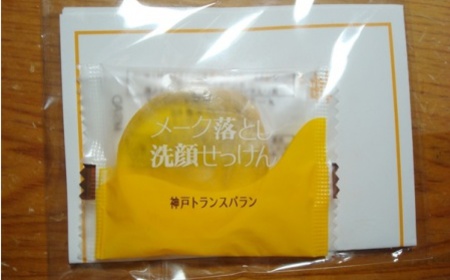 メーク落とし
洗顔せっけん
神戸トランスパラン